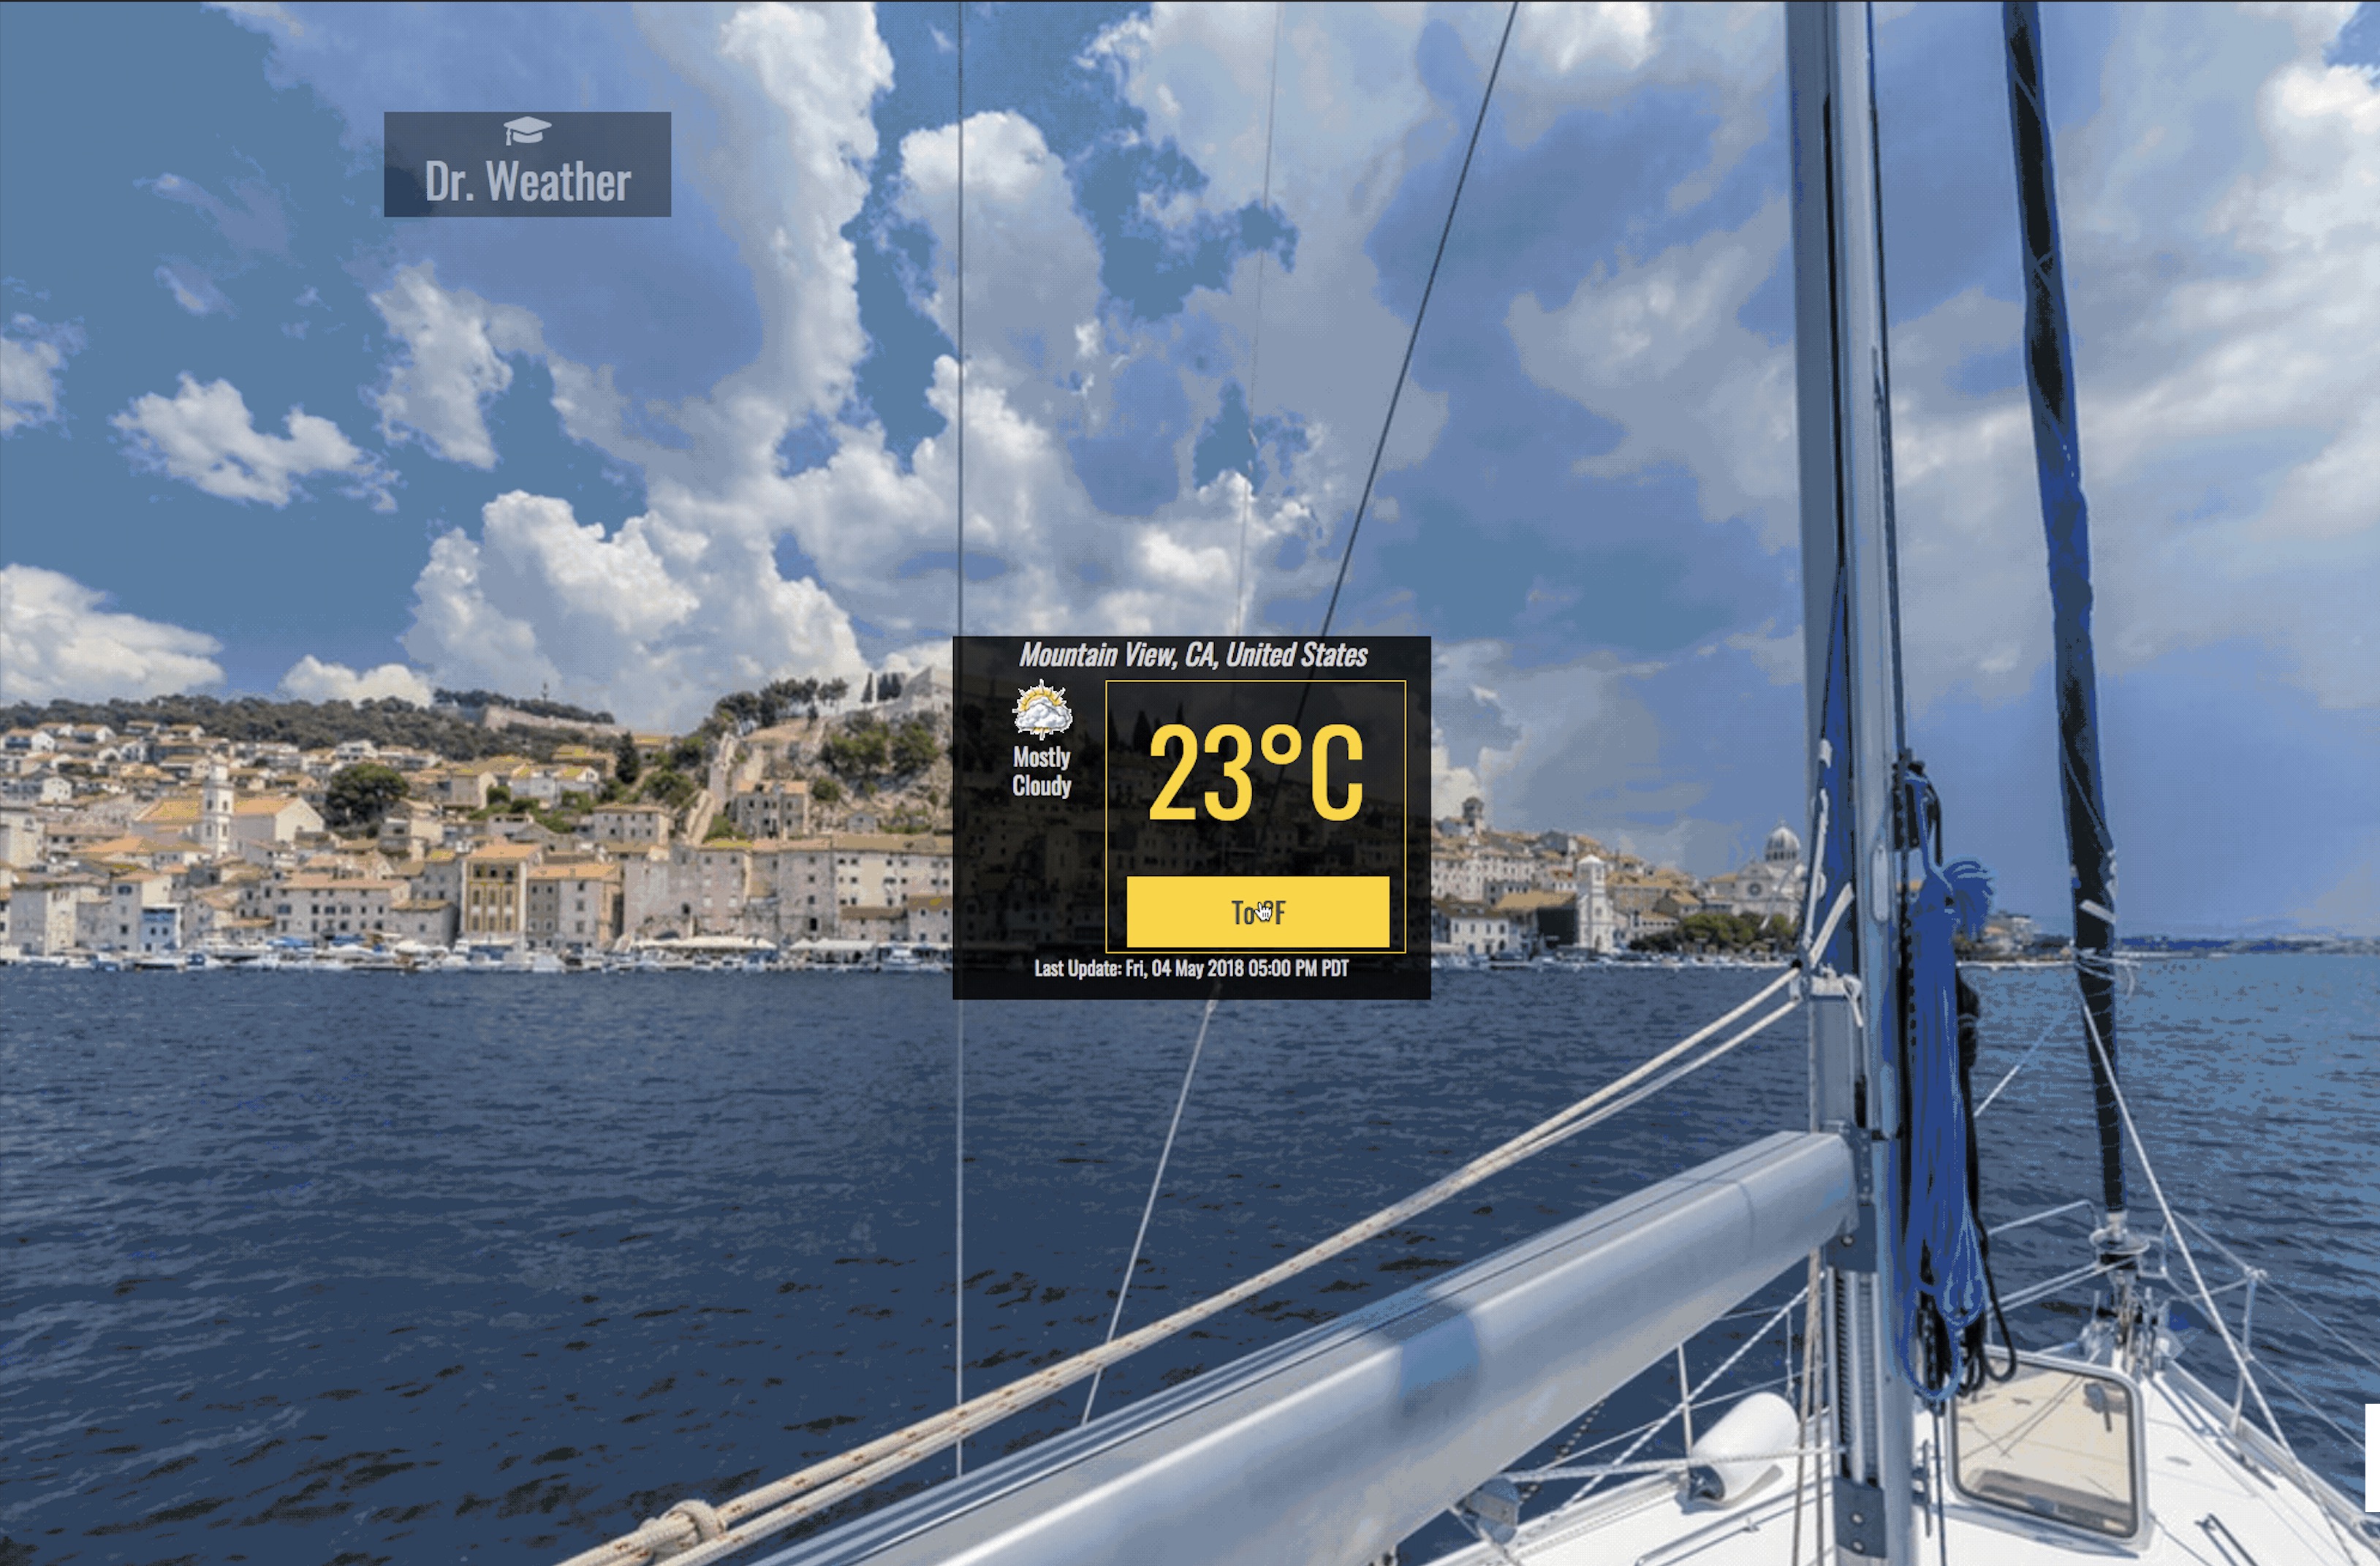 Dr. Weather
Mountain View, CA, United States
Mostly
Cloudy
23°C
To °F
Last Update: Fri, 04 May 2018 05:00 PM PDT